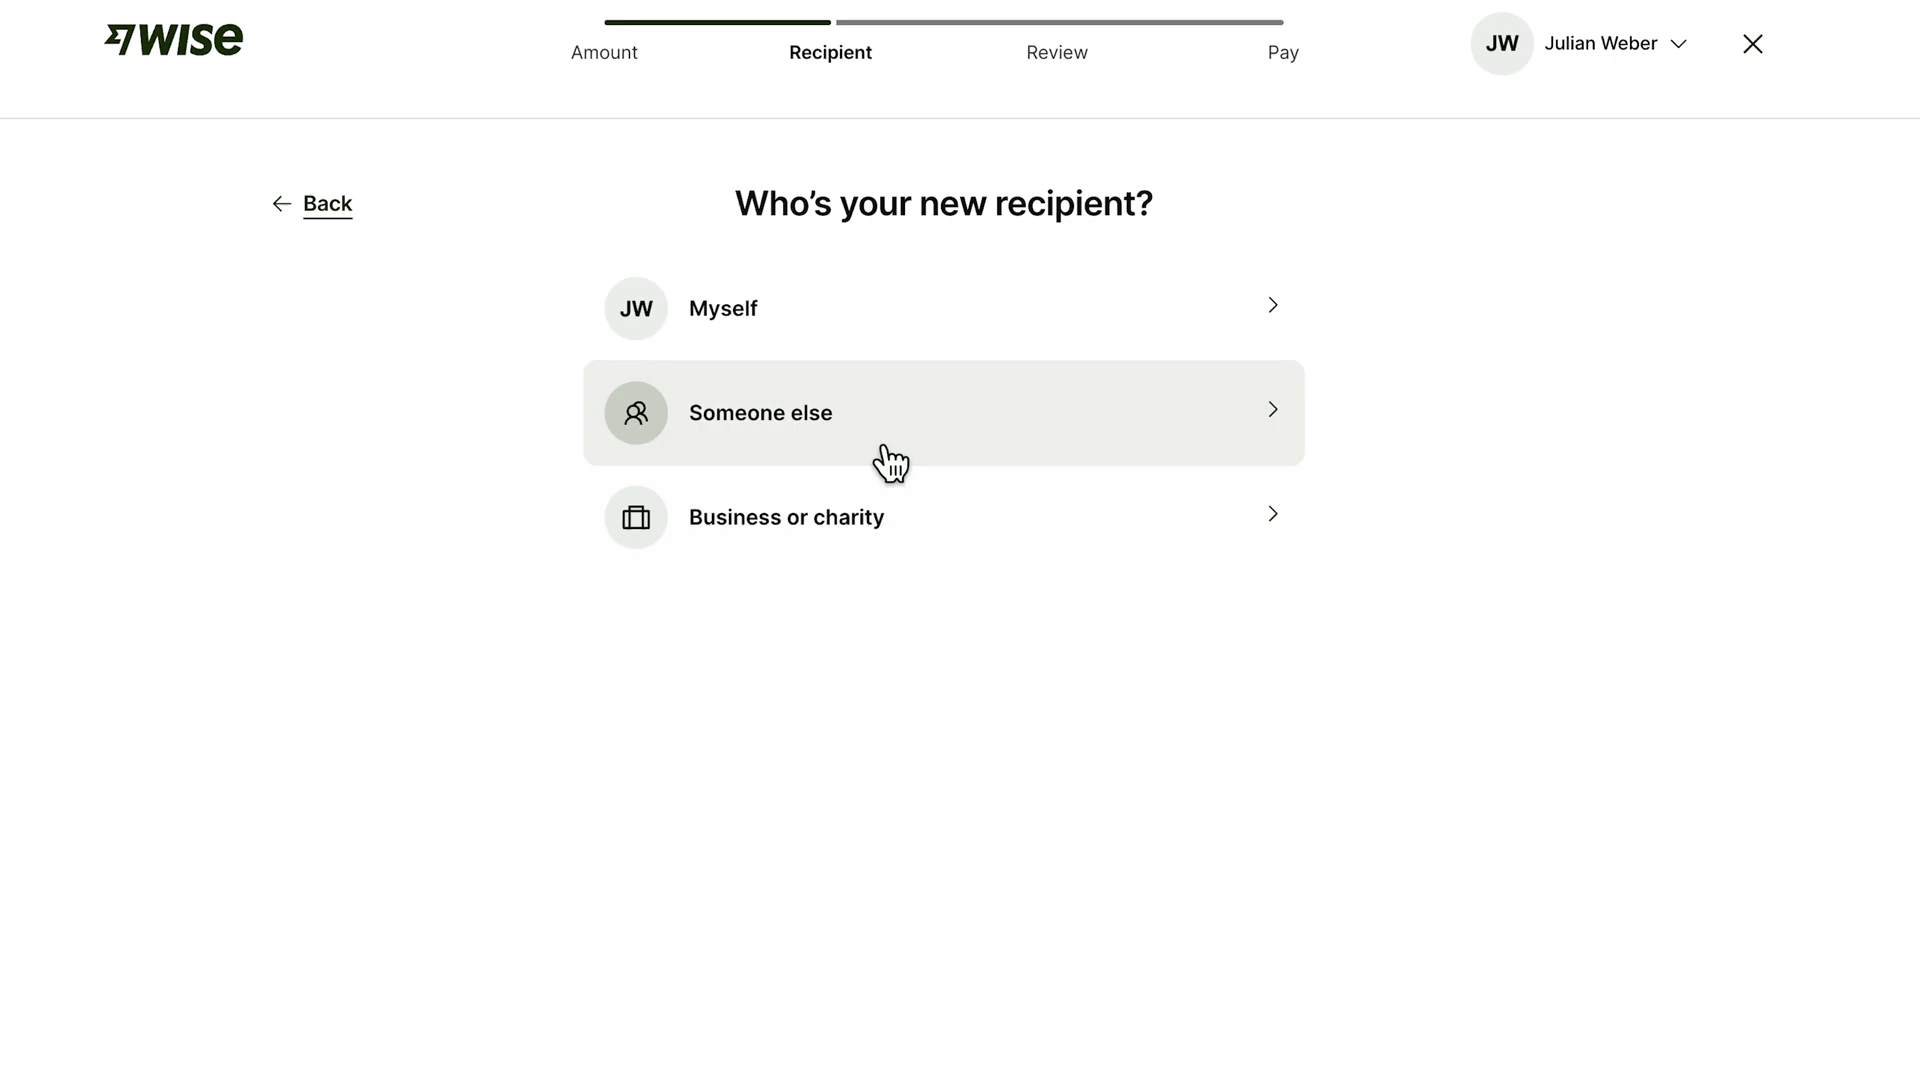 WISE
Amount
Recipient
Review
Pay
JW
Julian Weber
Back
Who’s your new recipient?
JW
Myself
Someone else
Business or charity